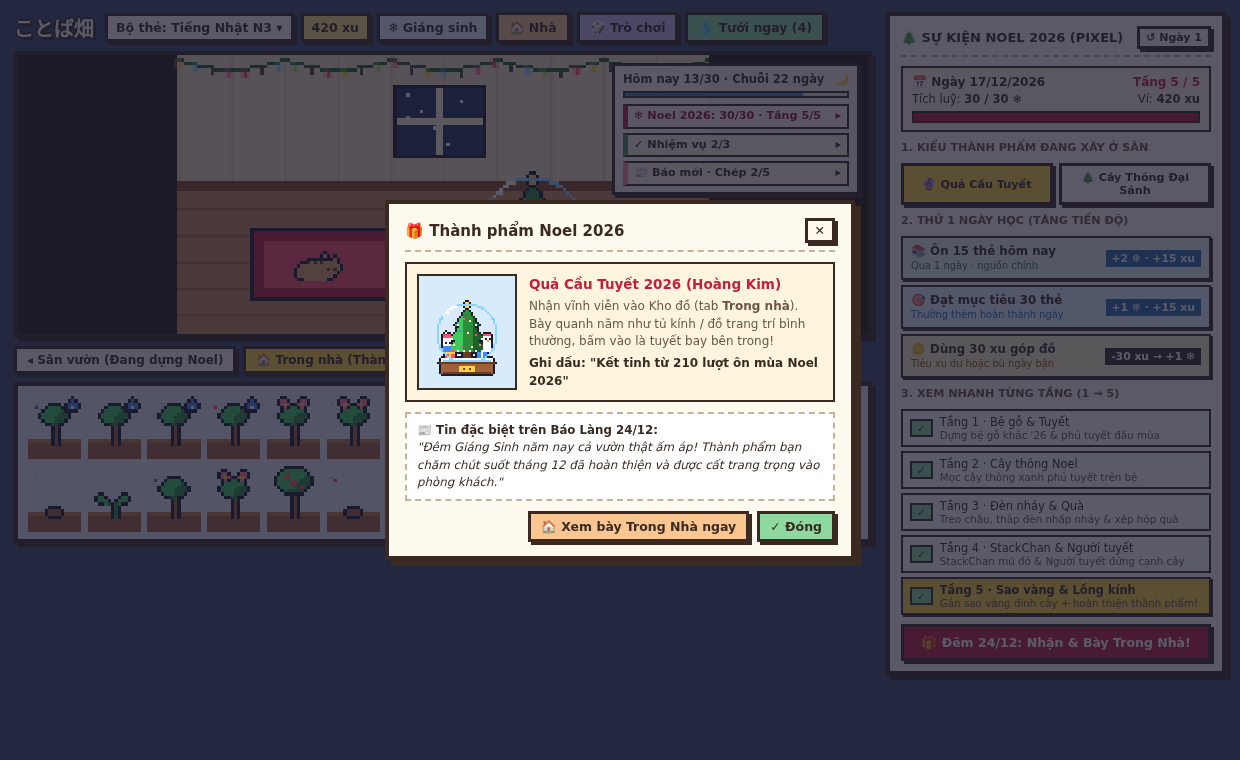 ことば畑
Bộ thẻ: Tiếng Nhật N3 ▾
420 xu
❄ Giáng sinh
🏠 Nhà
🎲 Trò chơi
💧 Tưới ngay (4)
Hôm nay 13/30 · Chuỗi 22 ngày 🌙
❄ Noel 2026: 30/30 · Tầng 5/5 ▸
✓ Nhiệm vụ 2/3 ▸
📰 Báo mới · Chép 2/5 ▸
◂ Sân vườn (Đang dựng Noel)
🏠 Trong nhà (Thàn
🎁 Thành phẩm Noel 2026 ✕
Quả Cầu Tuyết 2026 (Hoàng Kim)
Nhận vĩnh viễn vào Kho đồ (tab Trong nhà).
Bày quanh năm như tủ kính / đồ trang trí bình
thường, bấm vào là tuyết bay bên trong!
Ghi dấu: "Kết tinh từ 210 lượt ôn mùa Noel
2026"
📰 Tin đặc biệt trên Báo Làng 24/12:
"Đêm Giáng Sinh năm nay cả vườn thật ấm áp! Thành phẩm bạn
chăm chút suốt tháng 12 đã hoàn thiện và được cất trang trọng vào
phòng khách."
🏠 Xem bày Trong Nhà ngay
✓ Đóng
🎄 SỰ KIỆN NOEL 2026 (PIXEL)
↺ Ngày 1
📅 Ngày 17/12/2026
Tầng 5 / 5
Tích luỹ: 30 / 30 ❄
Ví: 420 xu
1. KIỂU THÀNH PHẨM ĐANG XÂY Ở SÂN
🔮 Quả Cầu Tuyết
🎄 Cây Thông Đại
Sảnh
2. THỬ 1 NGÀY HỌC (TĂNG TIẾN ĐỘ)
📚 Ôn 15 thẻ hôm nay
Qua 1 ngày · nguồn chính
+2 ❄ · +15 xu
🎯 Đạt mục tiêu 30 thẻ
Thưởng thêm hoàn thành ngày
+1 ❄ · +15 xu
🪙 Dùng 30 xu góp đồ
Tiêu xu dư hoặc bù ngày bận
-30 xu → +1 ❄
3. XEM NHANH TỪNG TẦNG (1 → 5)
✓ Tầng 1 · Bệ gỗ & Tuyết
Dựng bệ gỗ khắc '26 & phủ tuyết đầu mùa
✓ Tầng 2 · Cây thông Noel
Mọc cây thông xanh phủ tuyết trên bệ
✓ Tầng 3 · Đèn nháy & Quà
Treo châu, thắp đèn nhấp nháy & xếp hộp quà
✓ Tầng 4 · StackChan & Người tuyết
StackChan mũ đỏ & Người tuyết đứng cạnh cây
✓ Tầng 5 · Sao vàng & Lồng kính
Gắn sao vàng đỉnh cây + hoàn thiện thành phẩm!
🎁 Đêm 24/12: Nhận & Bày Trong Nhà!